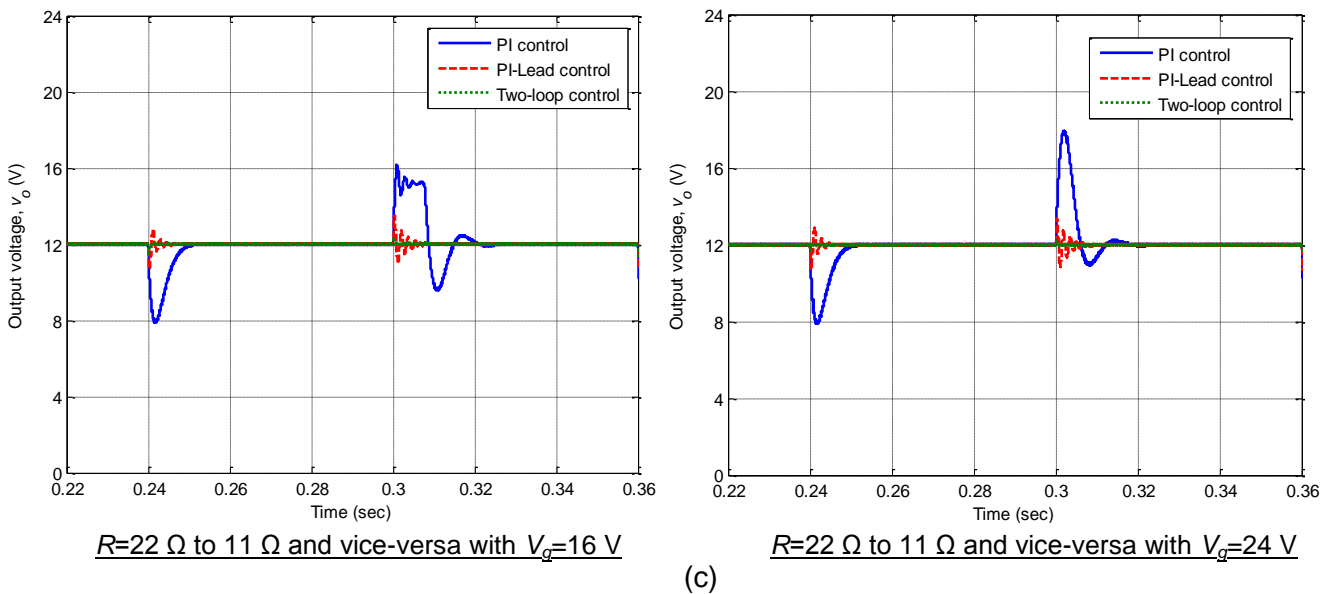 24
20
16
12
8
4
0
Output voltage, vo (V)
PI control
PI-Lead control
Two-loop control
0.22 0.24 0.26 0.28 0.3 0.32 0.34 0.36
Time (sec)
R=22 Ω to 11 Ω and vice-versa with Vg=16 V
24
20
16
12
8
4
0
Output voltage, vo (V)
PI control
PI-Lead control
Two-loop control
0.22 0.24 0.26 0.28 0.3 0.32 0.34 0.36
Time (sec)
R=22 Ω to 11 Ω and vice-versa with Vg=24 V
(c)